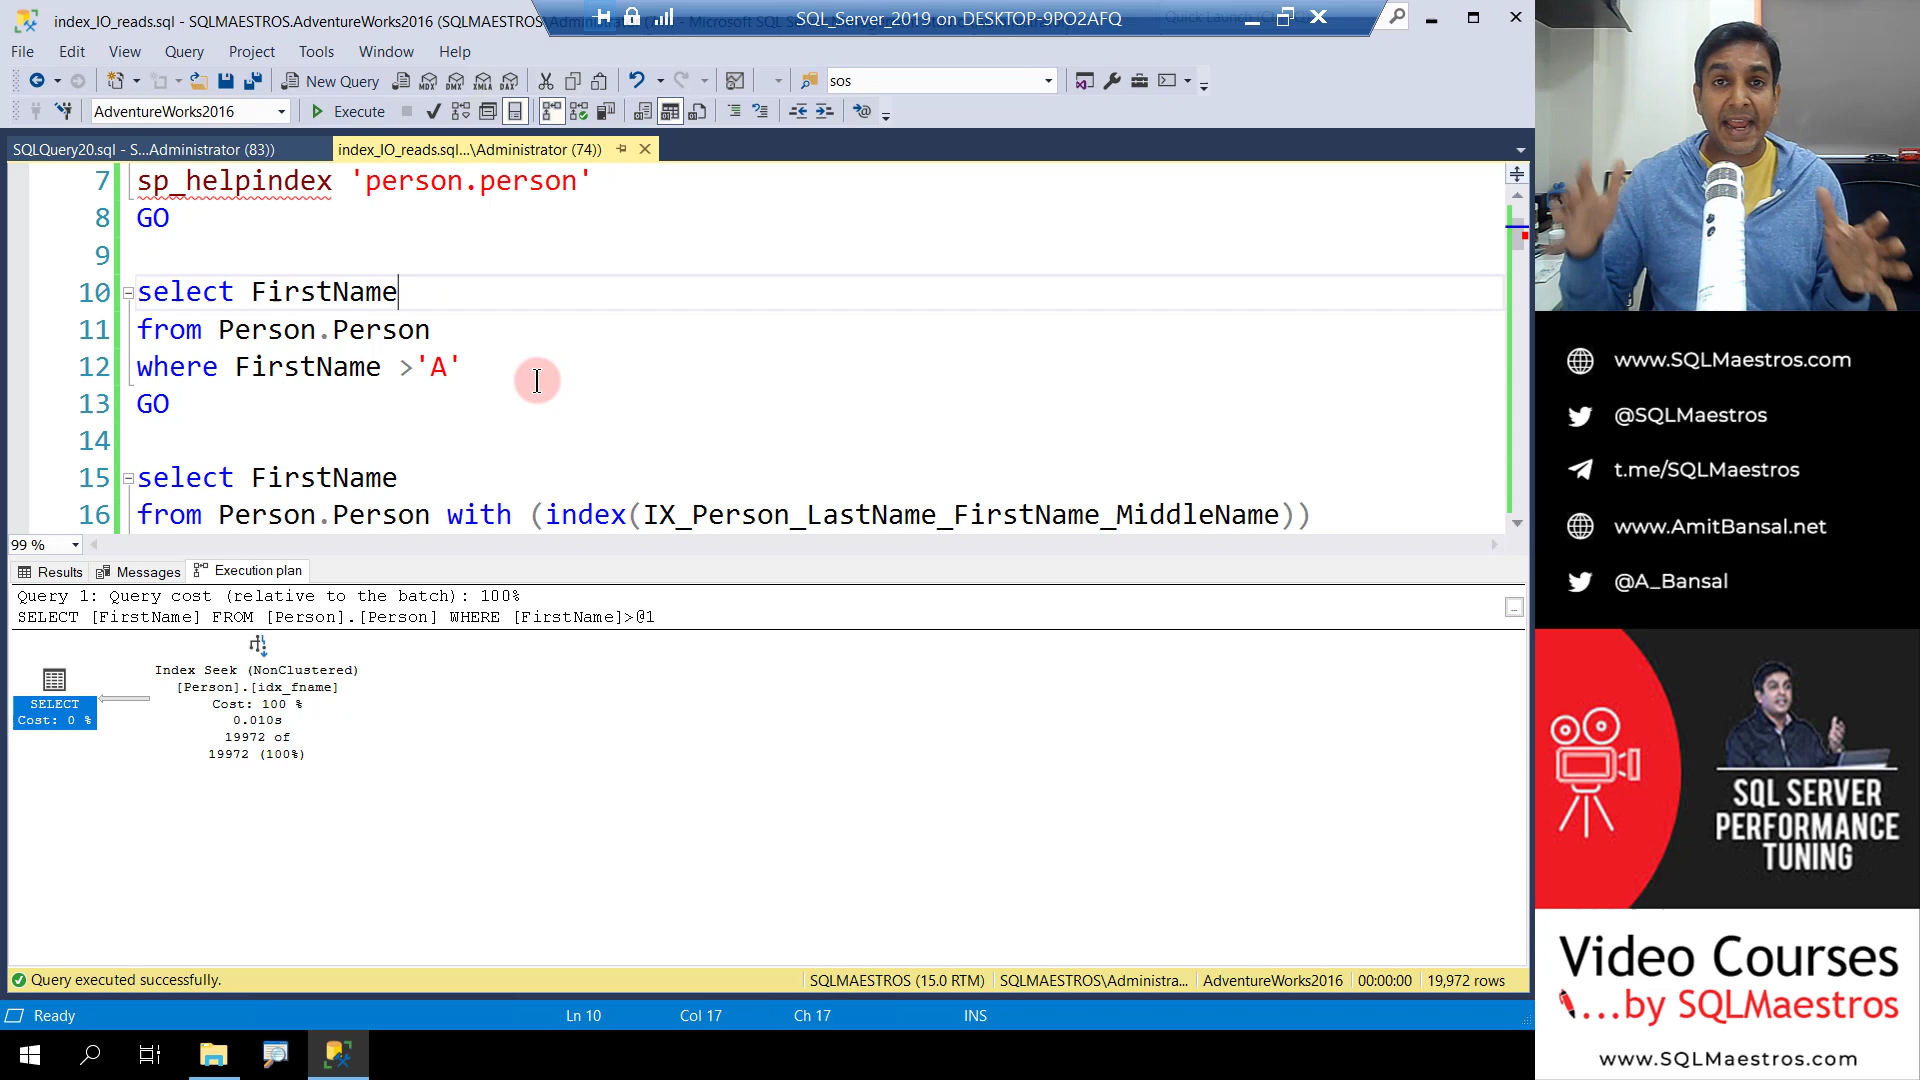 index_IO_reads.sql - SQLMAESTROS.AdventureWorks2016 (SQLMAESTROS\Administrator
SQL_Server_2019 on DESKTOP-9PO2AFQ
File Edit View Query Project Tools Window Help
New Query
MDX DMX XMLA DAX
sos
AdventureWorks2016
Execute
SQLQuery20.sql - S...Administrator (83))
index_IO_reads.sql...\Administrator (74))
7 sp_helpindex 'person.person'
8 GO
9
10 select FirstName
11 from Person.Person
12 where FirstName >'A'
13 GO
14
15 select FirstName
16 from Person.Person with (index(IX_Person_LastName_FirstName_MiddleName))
99 %
Results Messages Execution plan
Query 1: Query cost (relative to the batch): 100%
SELECT [FirstName] FROM [Person].[Person] WHERE [FirstName]>@1
SELECT
Cost: 0 %
Index Seek (NonClustered)
[Person].[idx_fname]
Cost: 100 %
0.010s
19972 of
19972 (100%)
Query executed successfully.
SQLMAESTROS (15.0 RTM) SQLMAESTROS\Administra... AdventureWorks2016 00:00:00 19,972 rows
Ready Ln 10 Col 17 Ch 17 INS
www.SQLMaestros.com
@SQLMaestros
t.me/SQLMaestros
www.AmitBansal.net
@A_Bansal
SQL SERVER
PERFORMANCE
TUNING
Video Courses
...by SQLMaestros
www.SQLMaestros.com